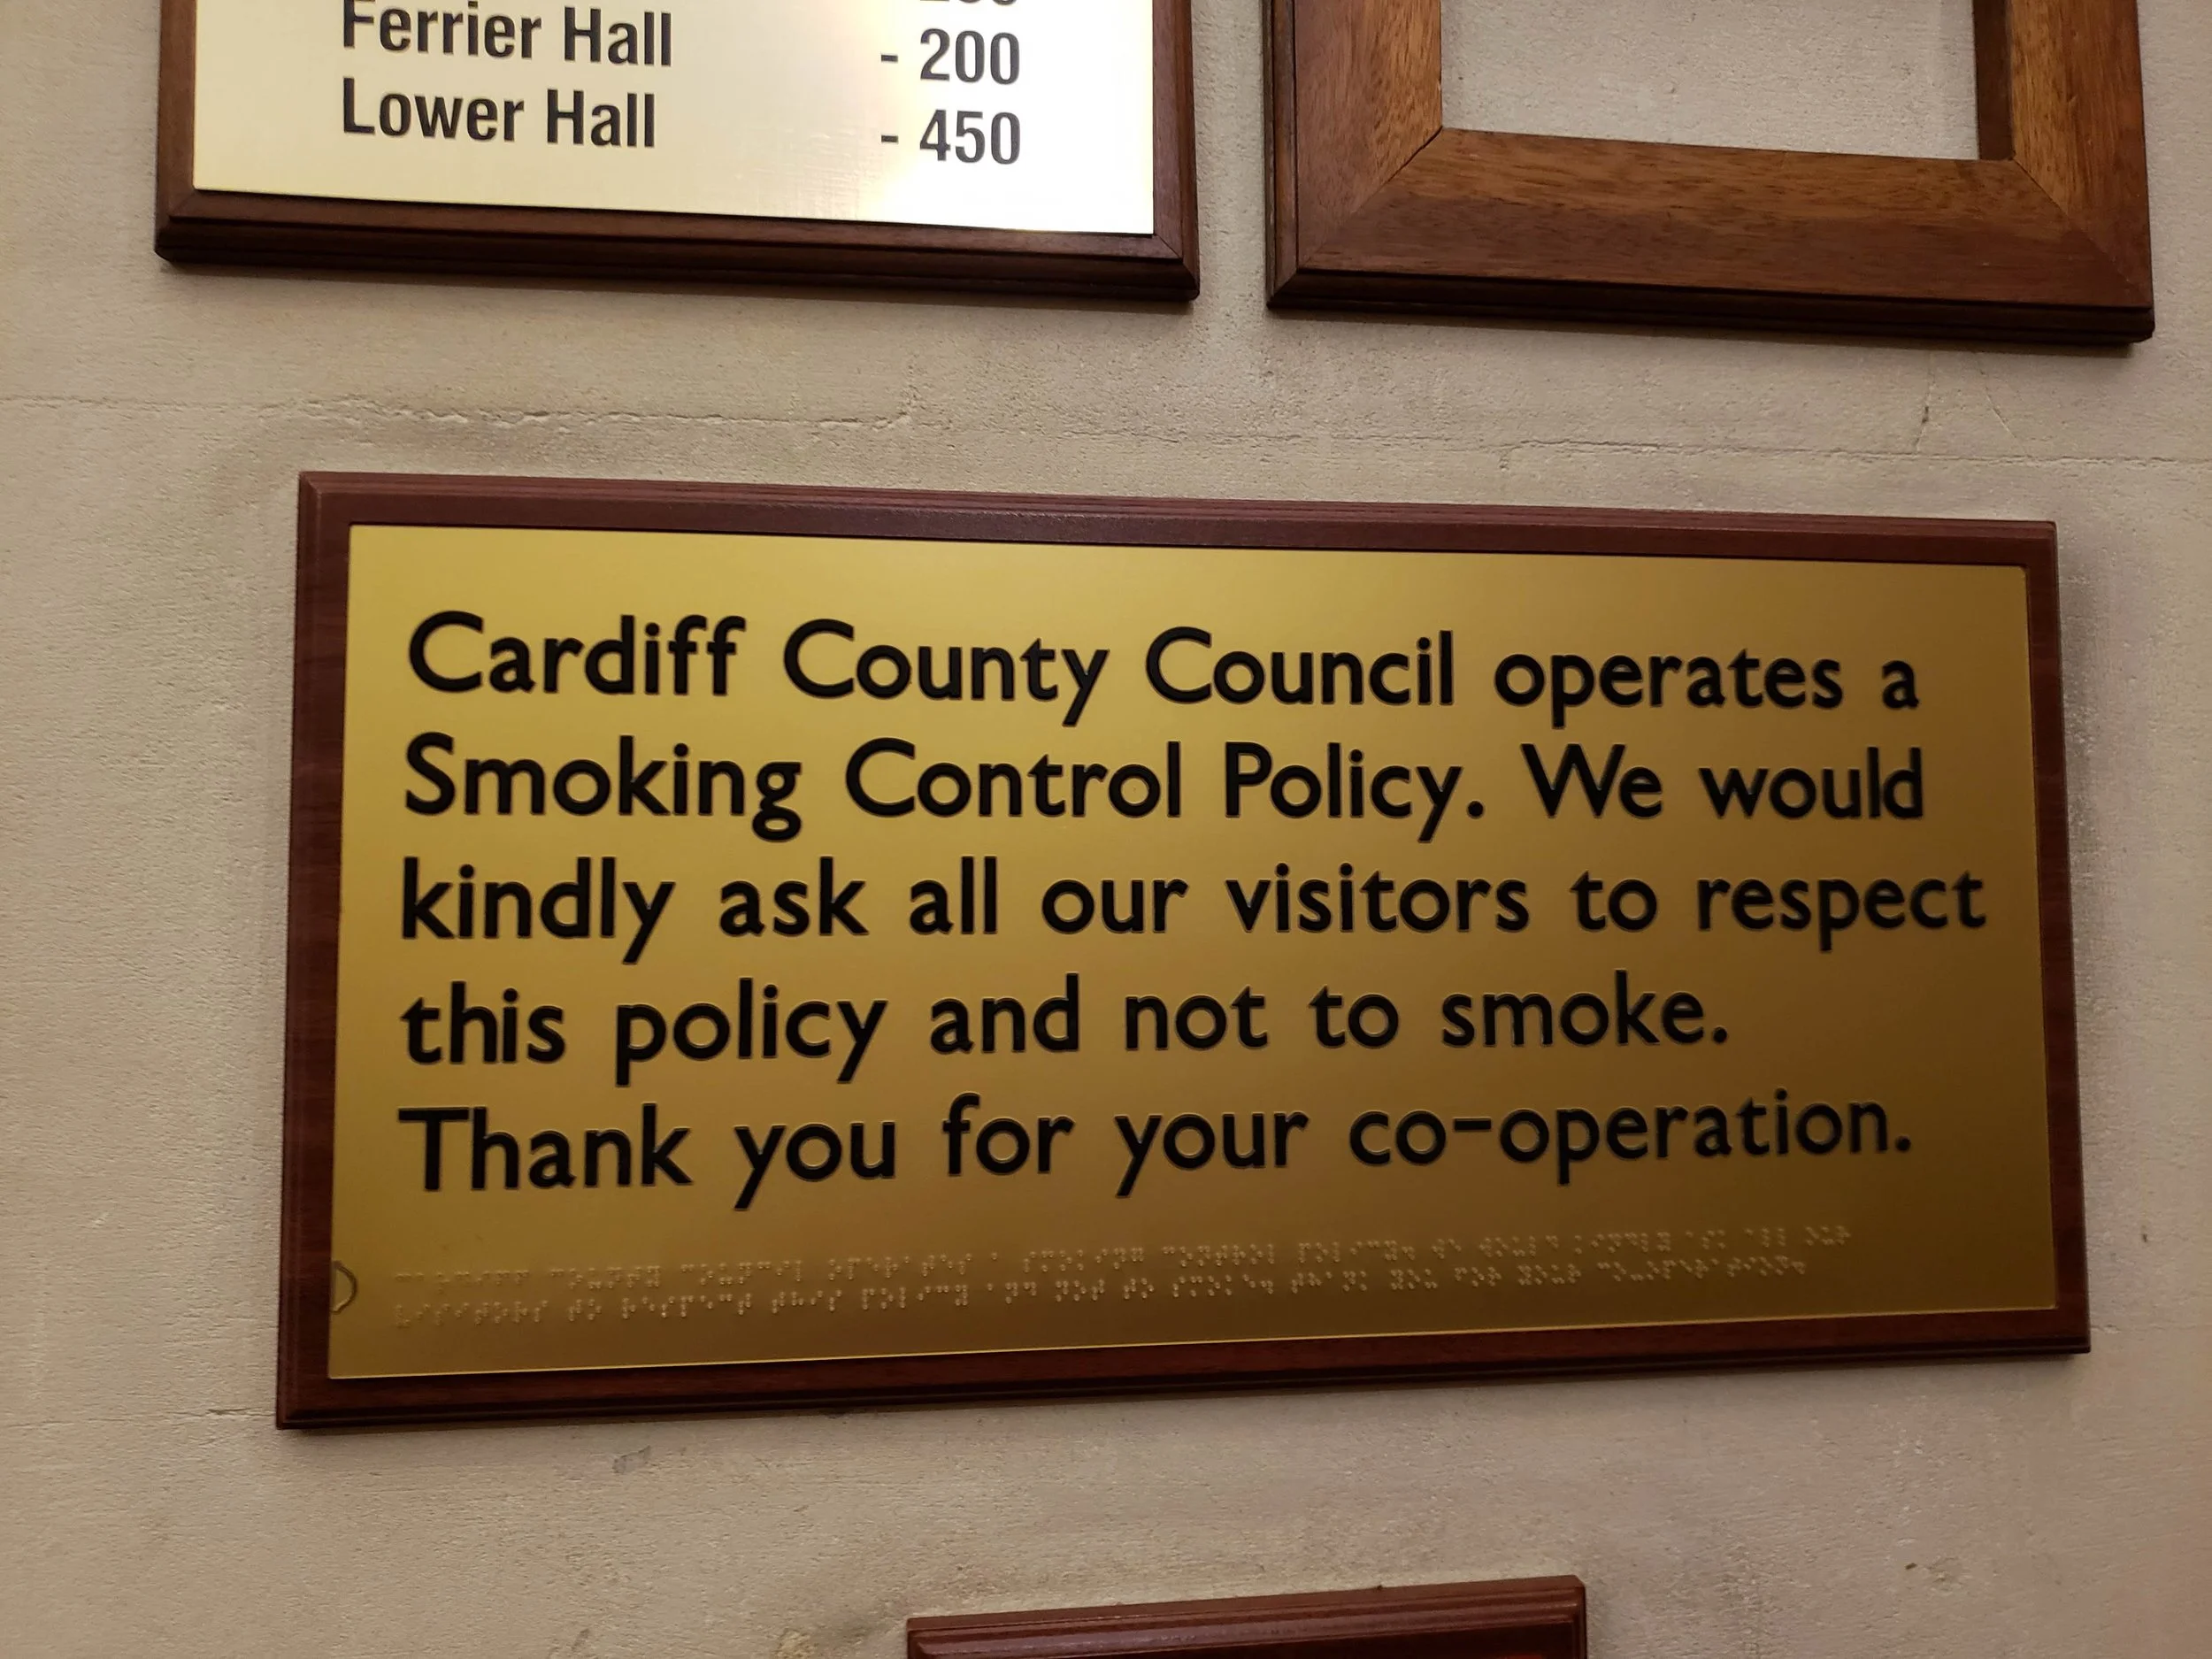 Ferrier Hall - 200
Lower Hall - 450
Cardiff County Council operates a
Smoking Control Policy. We would
kindly ask all our visitors to respect
this policy and not to smoke.
Thank you for your co-operation.